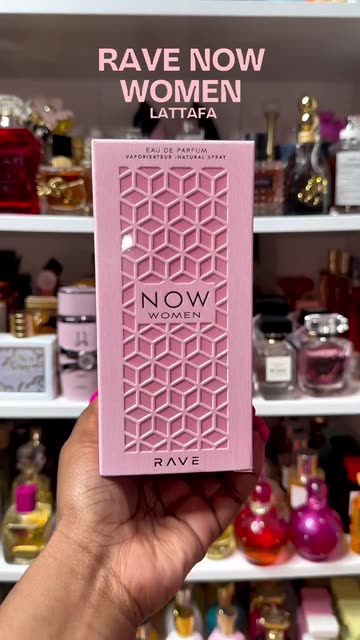 RAVE NOW
WOMEN
LATTAFA
EAU DE PARFUM
VAPORISATEUR - NATURAL SPRAY
NOW
WOMEN
RAVE